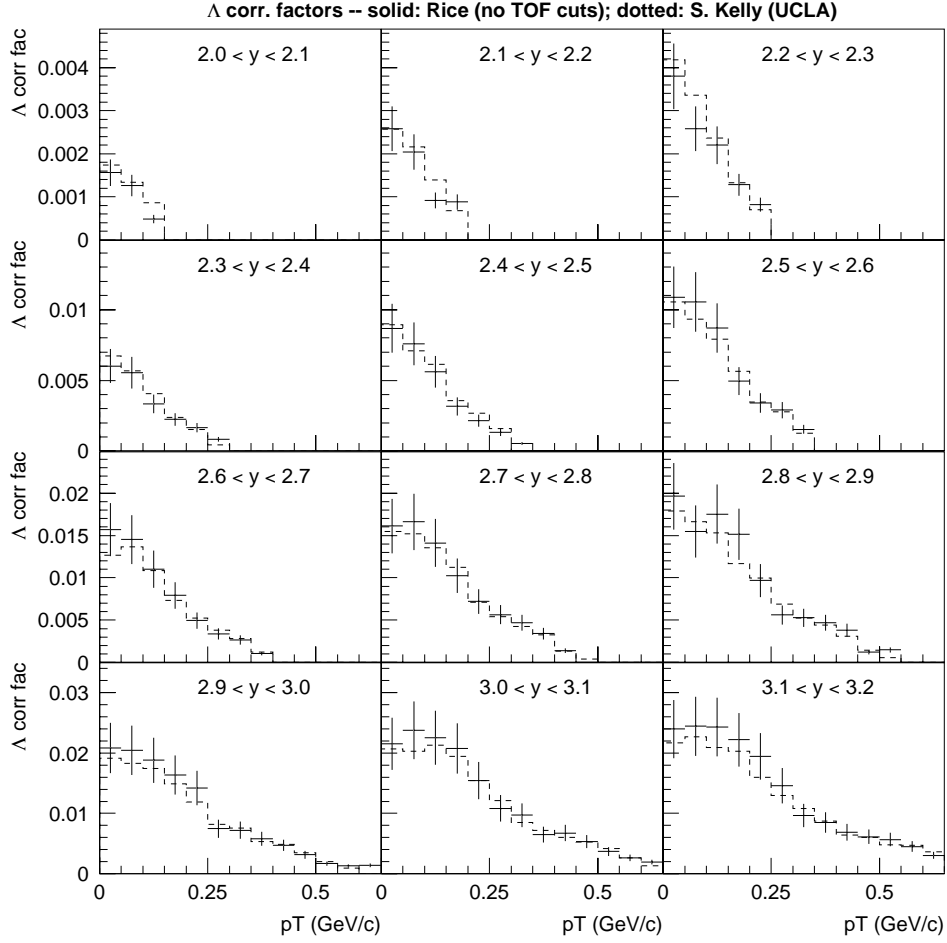 Λ corr. factors -- solid: Rice (no TOF cuts); dotted: S. Kelly (UCLA)
Λ corr fac
0.004
0.003
0.002
0.001
0
2.0 < y < 2.1
2.1 < y < 2.2
2.2 < y < 2.3
Λ corr fac
0.01
0.005
0
2.3 < y < 2.4
2.4 < y < 2.5
2.5 < y < 2.6
Λ corr fac
0.02
0.015
0.01
0.005
0
2.6 < y < 2.7
2.7 < y < 2.8
2.8 < y < 2.9
Λ corr fac
0.03
0.02
0.01
0
2.9 < y < 3.0
3.0 < y < 3.1
3.1 < y < 3.2
0 0.25 0.5 0 0.25 0.5 0 0.25 0.5
pT (GeV/c) pT (GeV/c) pT (GeV/c)